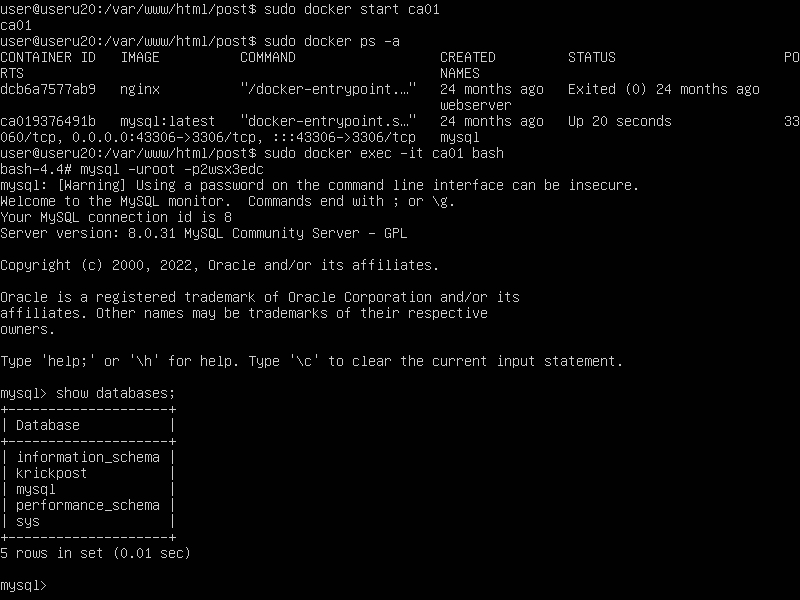 user@useru20:/var/www/html/post$ sudo docker start ca01
ca01
user@useru20:/var/www/html/post$ sudo docker ps -a
CONTAINER ID   IMAGE          COMMAND                  CREATED         STATUS                     PO
RTS                                                    NAMES
dcb6a7577ab9   nginx          "/docker-entrypoint.…"   24 months ago   Exited (0) 24 months ago
                                                       webserver
ca019376491b   mysql:latest   "docker-entrypoint.s…"   24 months ago   Up 20 seconds              33
060/tcp, 0.0.0.0:43306->3306/tcp, :::43306->3306/tcp   mysql
user@useru20:/var/www/html/post$ sudo docker exec -it ca01 bash
bash-4.4# mysql -uroot -p2wsx3edc
mysql: [Warning] Using a password on the command line interface can be insecure.
Welcome to the MySQL monitor.  Commands end with ; or \g.
Your MySQL connection id is 8
Server version: 8.0.31 MySQL Community Server - GPL

Copyright (c) 2000, 2022, Oracle and/or its affiliates.

Oracle is a registered trademark of Oracle Corporation and/or its
affiliates. Other names may be trademarks of their respective
owners.

Type 'help;' or '\h' for help. Type '\c' to clear the current input statement.

mysql> show databases;
+--------------------+
| Database           |
+--------------------+
| information_schema |
| krickpost          |
| mysql              |
| performance_schema |
| sys                |
+--------------------+
5 rows in set (0.01 sec)

mysql>